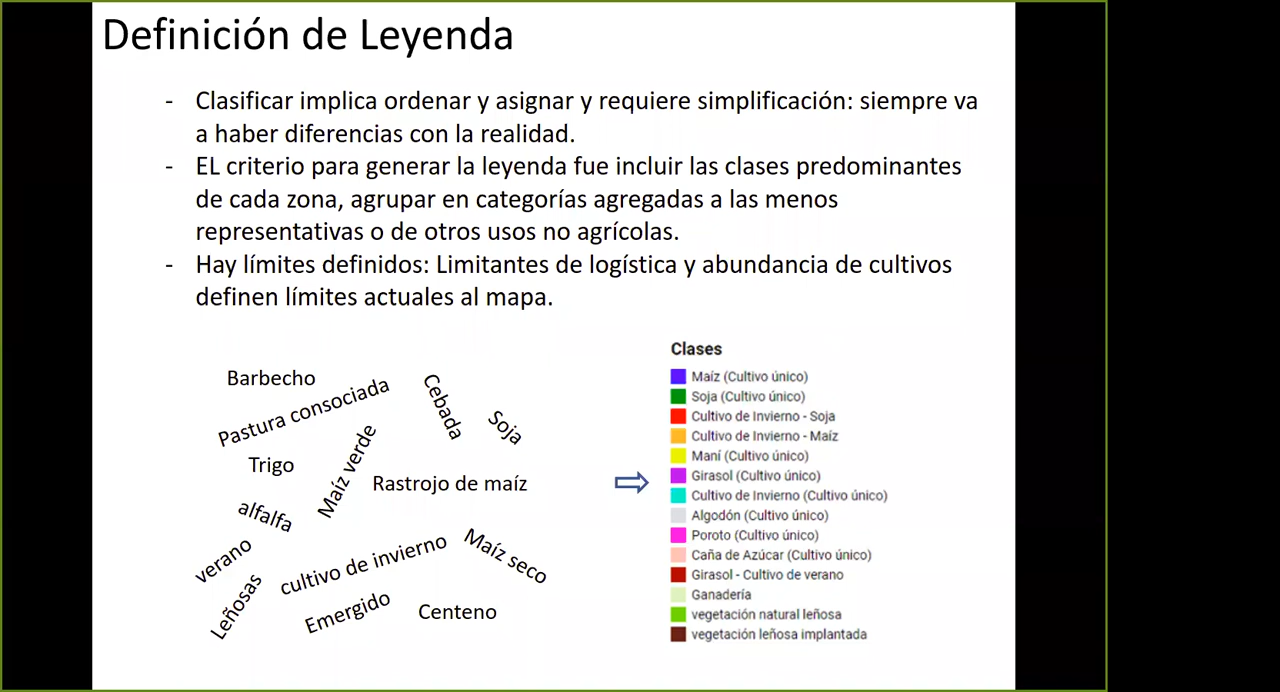 Definición de Leyenda
- Clasificar implica ordenar y asignar y requiere simplificación: siempre va
a haber diferencias con la realidad.
- EL criterio para generar la leyenda fue incluir las clases predominantes
de cada zona, agrupar en categorías agregadas a las menos
representativas o de otros usos no agrícolas.
- Hay límites definidos: Limitantes de logística y abundancia de cultivos
definen límites actuales al mapa.
Barbecho
Pastura consociada
Cebada
Soja
Trigo
Maíz verde
Rastrojo de maíz
alfalfa
verano
cultivo de invierno
Maíz seco
Leñosas
Emergido
Centeno
Clases
Maíz (Cultivo único)
Soja (Cultivo único)
Cultivo de Invierno - Soja
Cultivo de Invierno - Maíz
Maní (Cultivo único)
Girasol (Cultivo único)
Cultivo de Invierno (Cultivo único)
Algodón (Cultivo único)
Poroto (Cultivo único)
Caña de Azúcar (Cultivo único)
Girasol - Cultivo de verano
Ganadería
vegetación natural leñosa
vegetación leñosa implantada